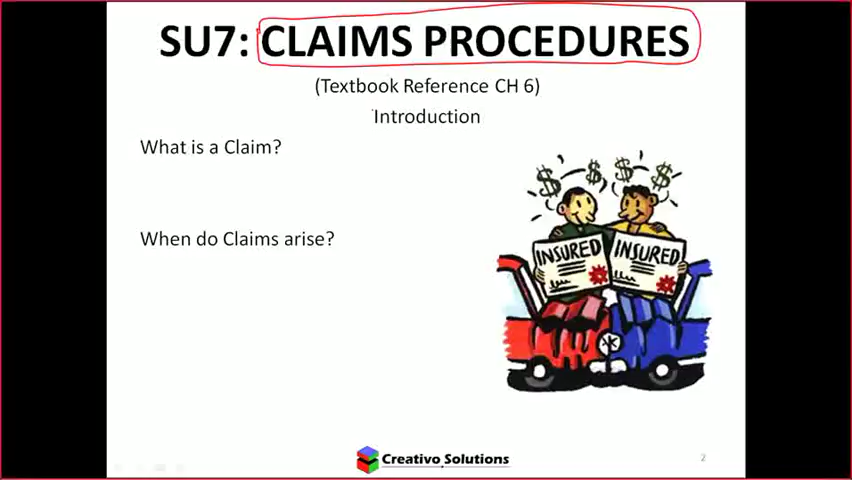 SU7: CLAIMS PROCEDURES
(Textbook Reference CH 6)
Introduction
What is a Claim?
When do Claims arise?
INSURED INSURED
Creativo Solutions
2